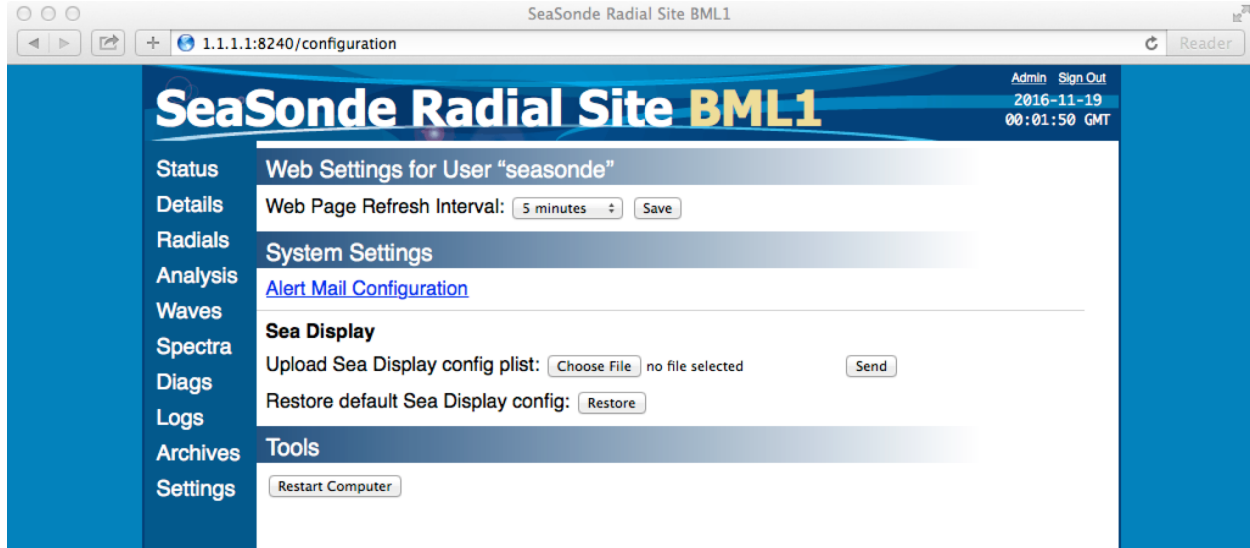 SeaSonde Radial Site BML1
1.1.1.1:8240/configuration
Reader
Admin Sign Out
SeaSonde Radial Site BML1
2016-11-19
00:01:50 GMT
Status
Details
Radials
Analysis
Waves
Spectra
Diags
Logs
Archives
Settings
Web Settings for User “seasonde”
Web Page Refresh Interval: 5 minutes Save
System Settings
Alert Mail Configuration
Sea Display
Upload Sea Display config plist: Choose File no file selected Send
Restore default Sea Display config: Restore
Tools
Restart Computer